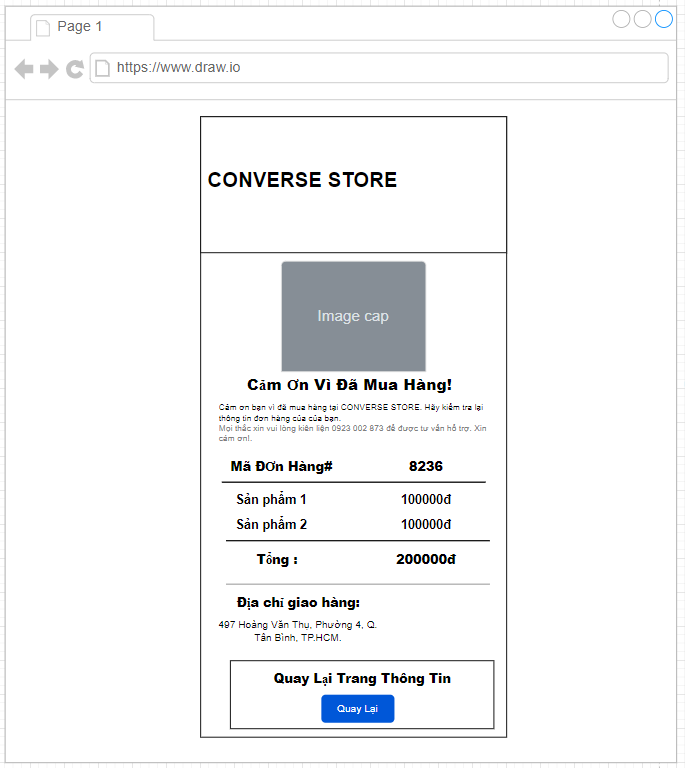 Page 1
https://www.draw.io
CONVERSE STORE
Image cap
Cảm Ơn Vì Đã Mua Hàng!
Cảm ơn bạn vì đã mua hàng tại CONVERSE STORE. Hãy kiểm tra lại
thông tin đơn hàng của của bạn.
Mọi thắc xin vui lòng kiên liện 0923 002 873 để được tư vấn hổ trợ. Xin
cảm ơn!.
Mã ĐƠn Hàng# 8236
Sản phẩm 1 100000đ
Sản phẩm 2 100000đ
Tổng : 200000đ
Địa chỉ giao hàng:
497 Hoàng Văn Thụ, Phường 4, Q.
Tân Bình, TP.HCM.
Quay Lại Trang Thông Tin
Quay Lại